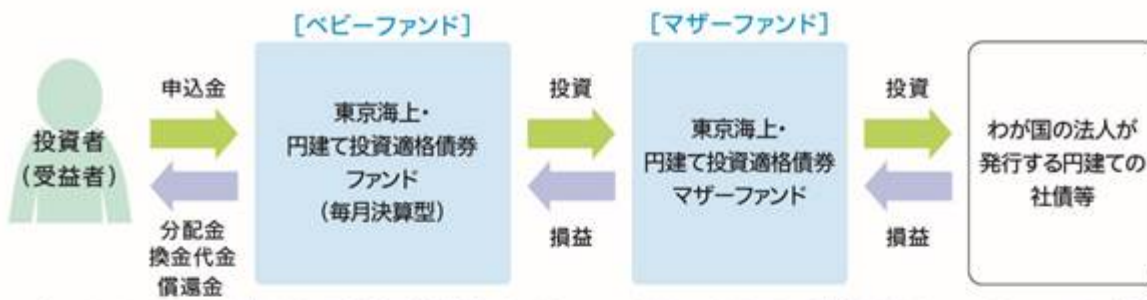 [ベビーファンド]
[マザーファンド]
投資者
(受益者)
申込金
分配金
換金代金
償還金
東京海上・
円建て投資適格債券
ファンド
(毎月決算型)
投資
損益
東京海上・
円建て投資適格債券
マザーファンド
投資
損益
わが国の法人が
発行する円建ての
社債等